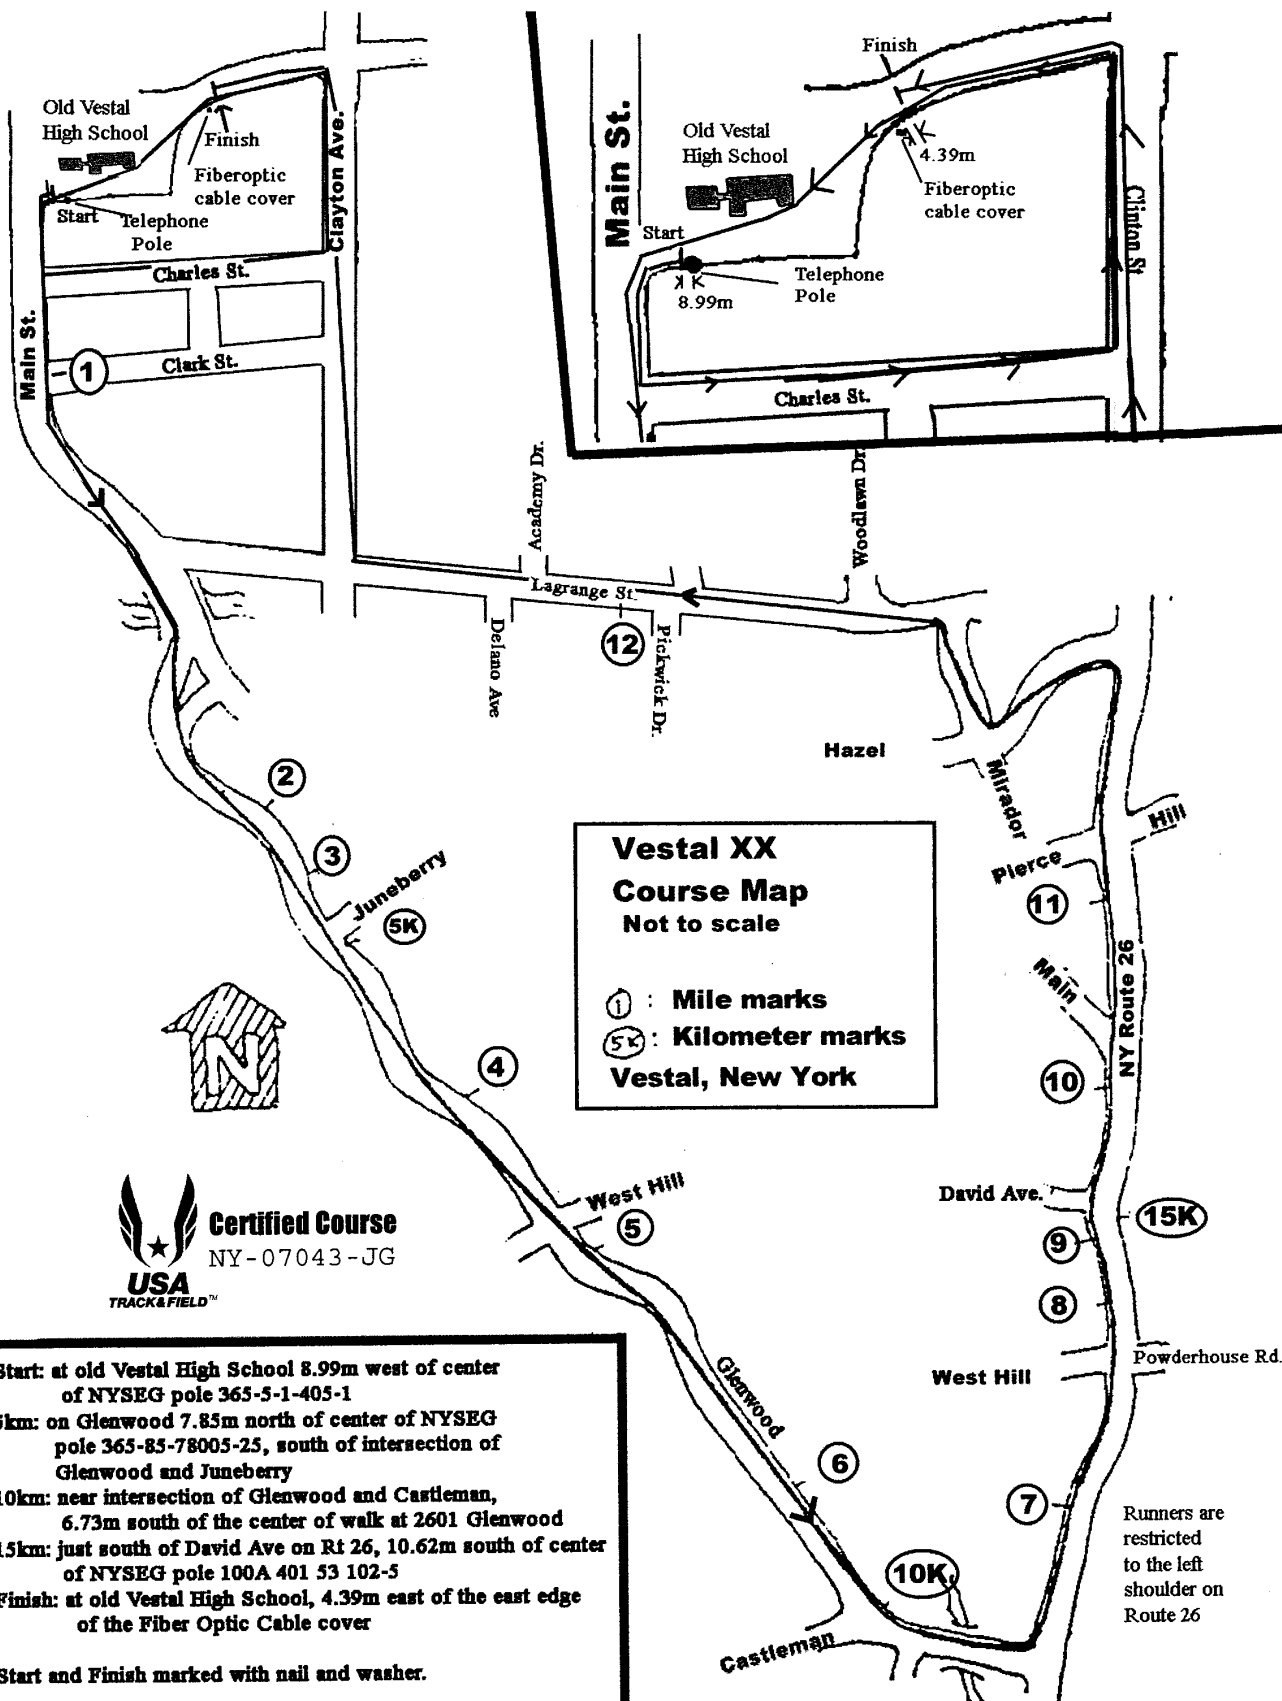 Old Vestal
High School
Finish
Fiberoptic
cable cover
Start
Telephone
Pole
Clayton Ave.
Charles St.
Main St.
1
Clark St.
Finish
Main St.
Old Vestal
High School
4.39m
Fiberoptic
cable cover
Clinton St
Start
Telephone
Pole
8.99m
Charles St.
Academy Dr.
Woodlawn Dr.
Lagrange St.
12
Delano Ave
Pickwick Dr.
Hazel
Mirador
Hill
Pierce
11
Main
NY Route 26
10
2
3
Juneberry
5K
Vestal XX
Course Map
Not to scale
1 : Mile marks
5K : Kilometer marks
Vestal, New York
N
4
West Hill
5
David Ave.
15K
9
8
Powderhouse Rd.
West Hill
USA
TRACK&FIELD™
Certified Course
NY-07043-JG
Glenwood
6
7
10K
Castleman
Runners are
restricted
to the left
shoulder on
Route 26
Start: at old Vestal High School 8.99m west of center
of NYSEG pole 365-5-1-405-1
5km: on Glenwood 7.85m north of center of NYSEG
pole 365-85-78005-25, south of intersection of
Glenwood and Juneberry
10km: near intersection of Glenwood and Castleman,
6.73m south of the center of walk at 2601 Glenwood
15km: just south of David Ave on Rt 26, 10.62m south of center
of NYSEG pole 100A 401 53 102-5
Finish: at old Vestal High School, 4.39m east of the east edge
of the Fiber Optic Cable cover
Start and Finish marked with nail and washer.